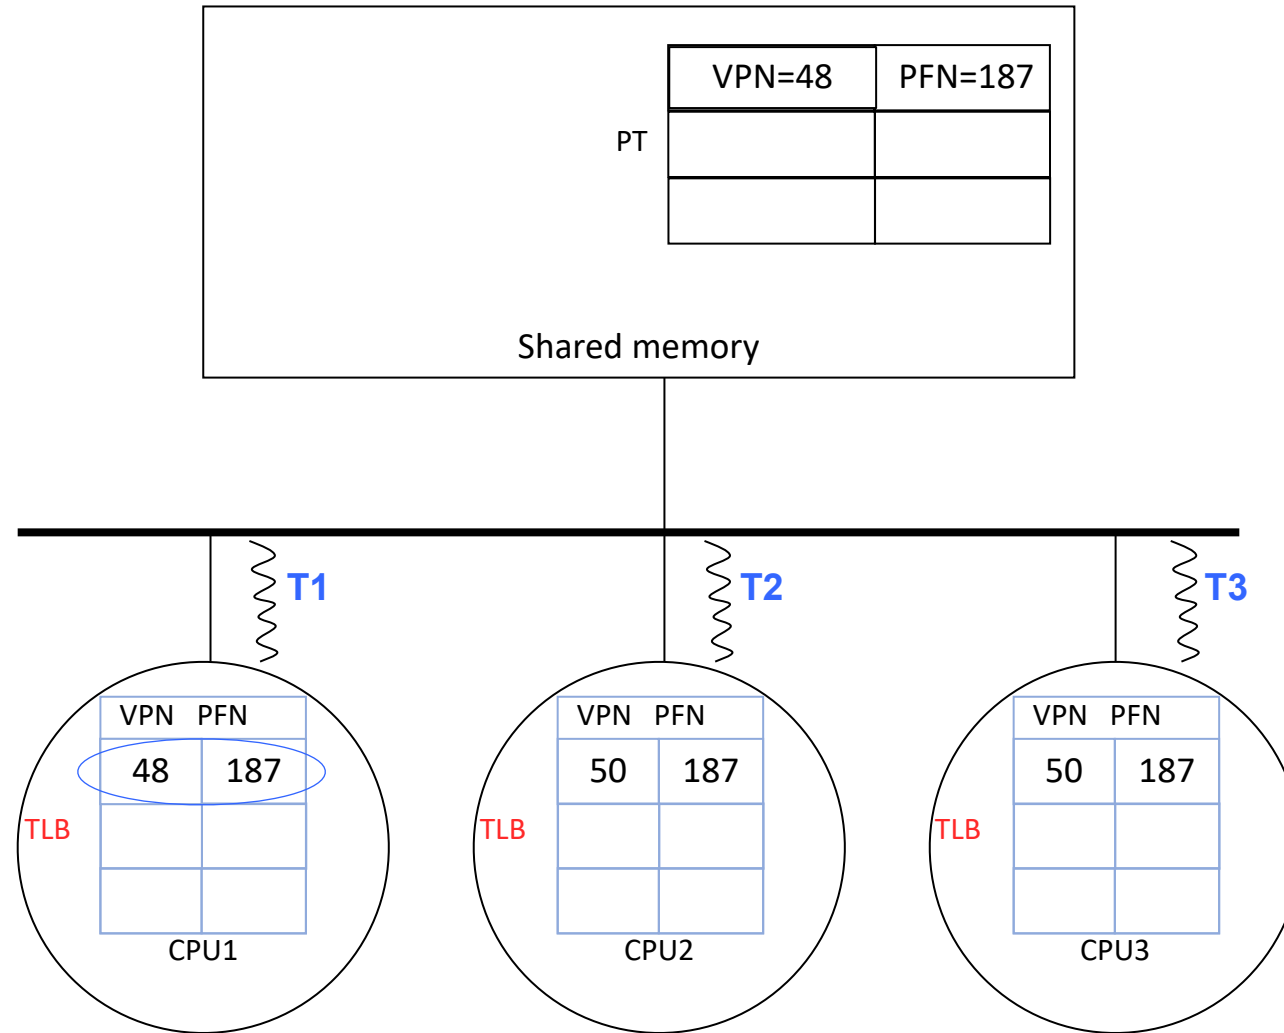 VPN=48 PFN=187
PT
Shared memory
T1 T2 T3
VPN PFN VPN PFN VPN PFN
48 187 50 187 50 187
TLB TLB TLB
CPU1 CPU2 CPU3